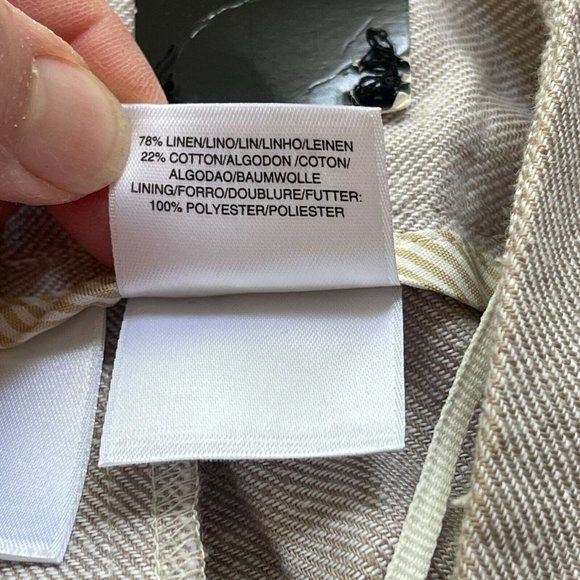 78% LINEN/LINO/LIN/LINHO/LEINEN
22% COTTON/ALGODON /COTON/
ALGODAO/BAUMWOLLE
LINING/FORRO/DOUBLURE/FUTTER:
100% POLYESTER/POLIESTER